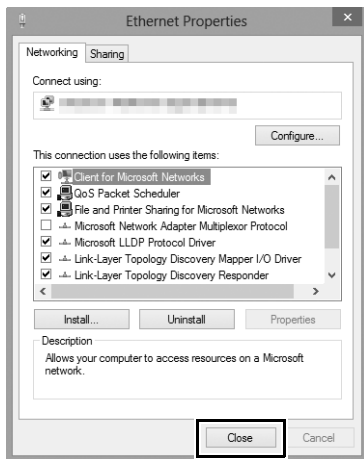 Ethernet Properties
Networking Sharing
Connect using:
Configure...
This connection uses the following items:
Client for Microsoft Networks
QoS Packet Scheduler
File and Printer Sharing for Microsoft Networks
Microsoft Network Adapter Multiplexor Protocol
Microsoft LLDP Protocol Driver
Link-Layer Topology Discovery Mapper I/O Driver
Link-Layer Topology Discovery Responder
Install... Uninstall Properties
Description
Allows your computer to access resources on a Microsoft
network.
Close Cancel